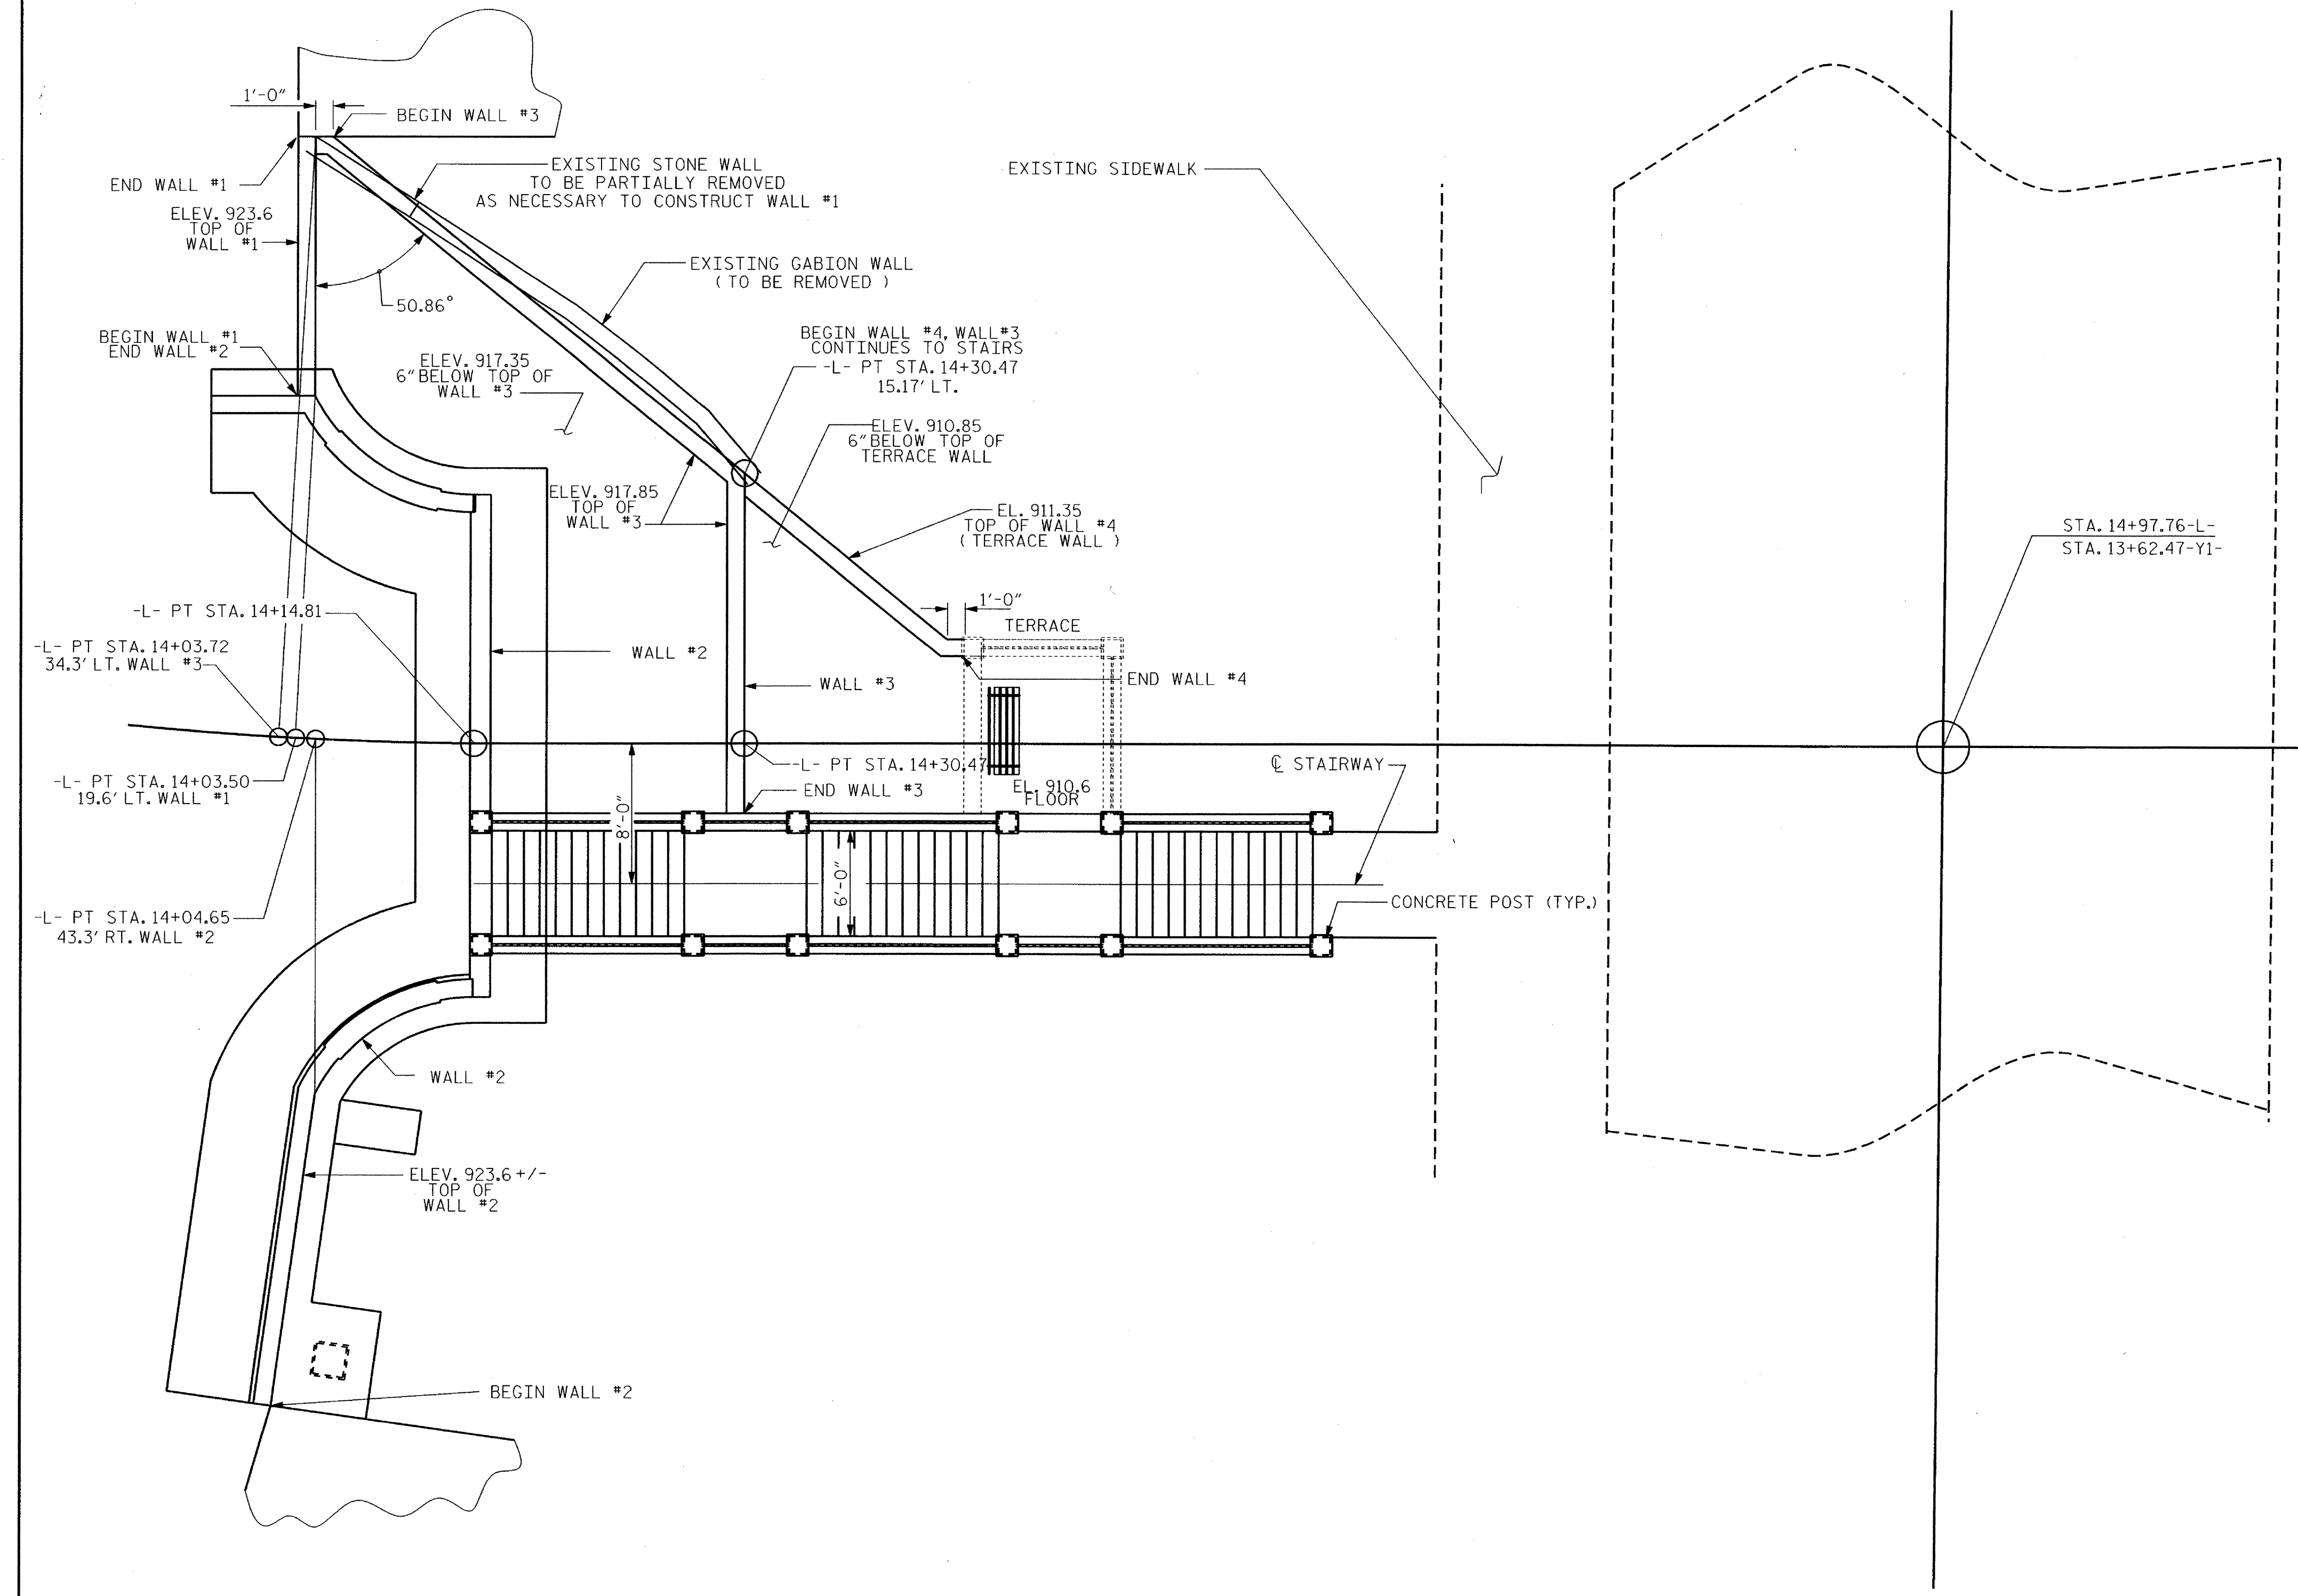 1'-0"
BEGIN WALL #3
EXISTING STONE WALL
TO BE PARTIALLY REMOVED
AS NECESSARY TO CONSTRUCT WALL #1
EXISTING SIDEWALK
END WALL #1
ELEV. 923.6
TOP OF
WALL #1
EXISTING GABION WALL
( TO BE REMOVED )
50.86°
BEGIN WALL #1
END WALL #2
BEGIN WALL #4, WALL#3
CONTINUES TO STAIRS
-L- PT STA. 14+30.47
15.17' LT.
ELEV. 917.35
6" BELOW TOP OF
WALL #3
ELEV. 910.85
6" BELOW TOP OF
TERRACE WALL
ELEV. 917.85
TOP OF
WALL #3
EL. 911.35
TOP OF WALL #4
( TERRACE WALL )
STA. 14+97.76-L-
STA. 13+62.47-Y1-
-L- PT STA. 14+14.81
1'-0"
TERRACE
-L- PT STA. 14+03.72
34.3' LT. WALL #3
WALL #2
WALL #3
END WALL #4
-L- PT STA. 14+03.50
19.6' LT. WALL #1
-L- PT STA. 14+30.47
END WALL #3
EL. 910.6
FLOOR
℄ STAIRWAY
8'-0"
6'-0"
-L- PT STA. 14+04.65
43.3' RT. WALL #2
CONCRETE POST (TYP.)
WALL #2
ELEV. 923.6 +/-
TOP OF
WALL #2
BEGIN WALL #2